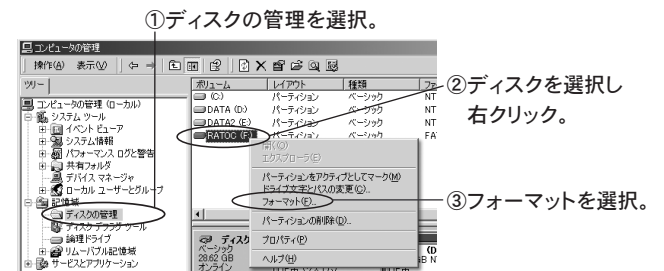 ①ディスクの管理を選択。
コンピュータの管理
操作(A) 表示(V)
ツリー
ボリューム レイアウト 種類
コンピュータの管理 (ローカル)
(C:) パーティション ベーシック NT
システム ツール
DATA (D:) パーティション ベーシック NT
イベント ビューア
DATA2 (E:) パーティション ベーシック NT
システム情報
RATOC (F:) パーティション ベーシック FA
パフォーマンス ログと警告
共有フォルダ
デバイス マネージャ
ローカル ユーザーとグループ
記憶域
ディスクの管理
ディスク デフラグ ツール
論理ドライブ
リムーバブル記憶域
サービスとアプリケーション
②ディスクを選択し
右クリック。
開く(O)
エクスプローラ(E)
パーティションをアクティブとしてマーク(M)
ドライブ文字とパスの変更(C)...
フォーマット(F)...
③フォーマットを選択。
パーティションの削除(D)...
プロパティ(P)
ヘルプ(H)
ディスク
ベーシック
28.62 GB
オンライン